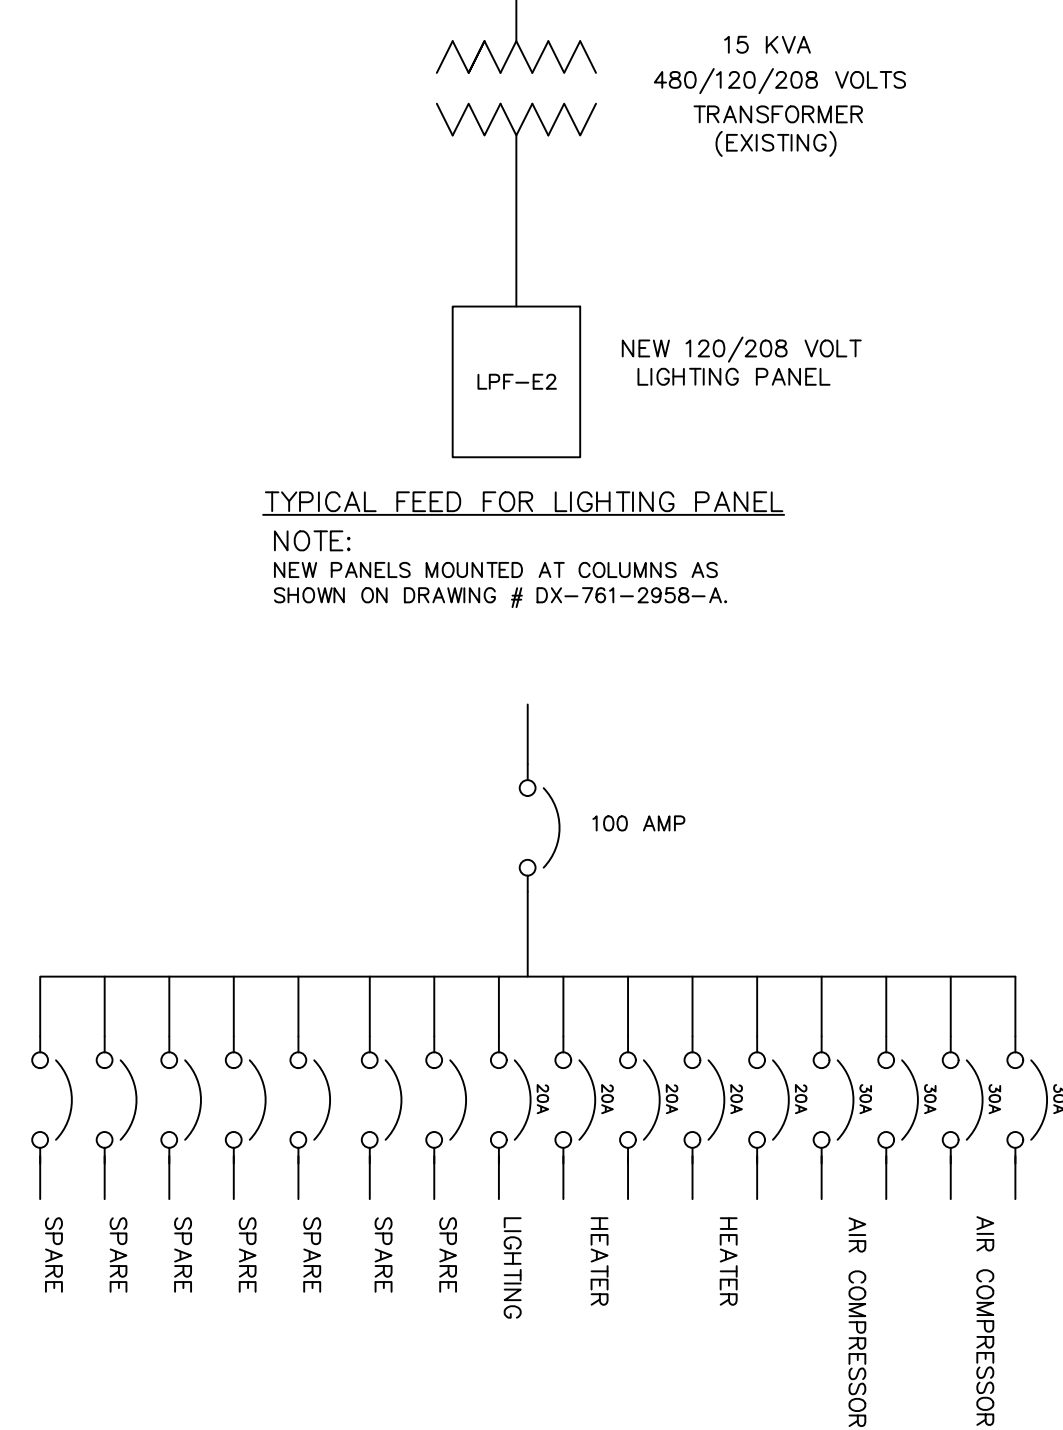 15 KVA
480/120/208 VOLTS
TRANSFORMER
(EXISTING)
LPF-E2
NEW 120/208 VOLT
LIGHTING PANEL
TYPICAL FEED FOR LIGHTING PANEL
NOTE:
NEW PANELS MOUNTED AT COLUMNS AS
SHOWN ON DRAWING # DX-761-2958-A.
100 AMP
20A
20A
20A
20A
20A
30A
30A
30A
30A
SPARE
SPARE
SPARE
SPARE
SPARE
SPARE
SPARE
LIGHTING
HEATER
HEATER
AIR COMPRESSOR
AIR COMPRESSOR